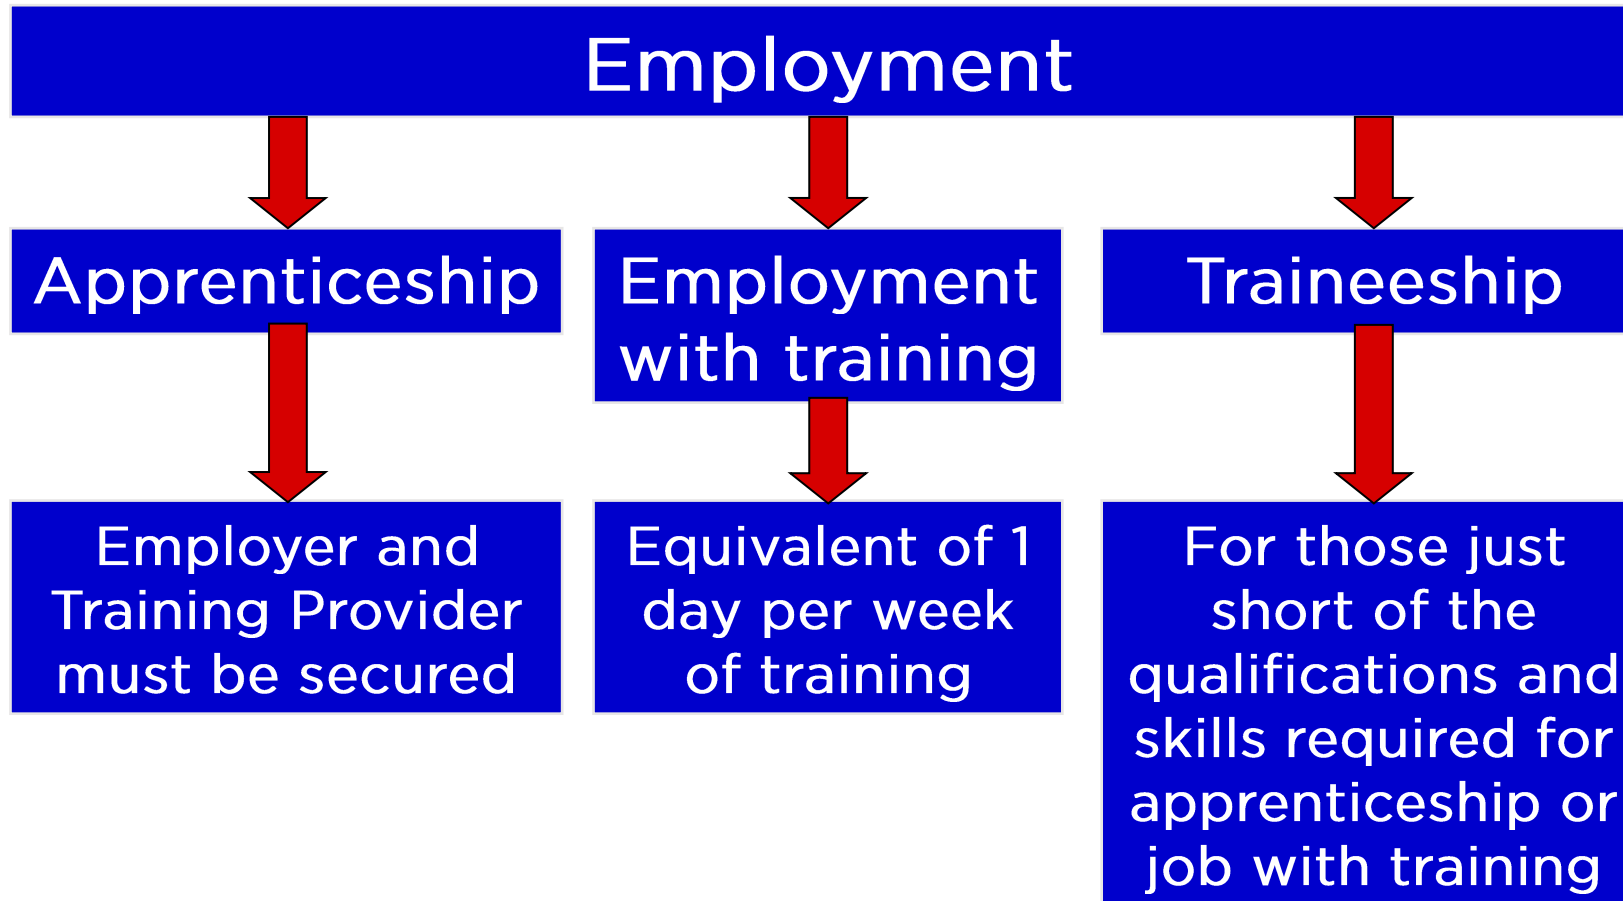 Employment
Apprenticeship
Employment
with training
Traineeship
Employer and
Training Provider
must be secured
Equivalent of 1
day per week
of training
For those just
short of the
qualifications and
skills required for
apprenticeship or
job with training